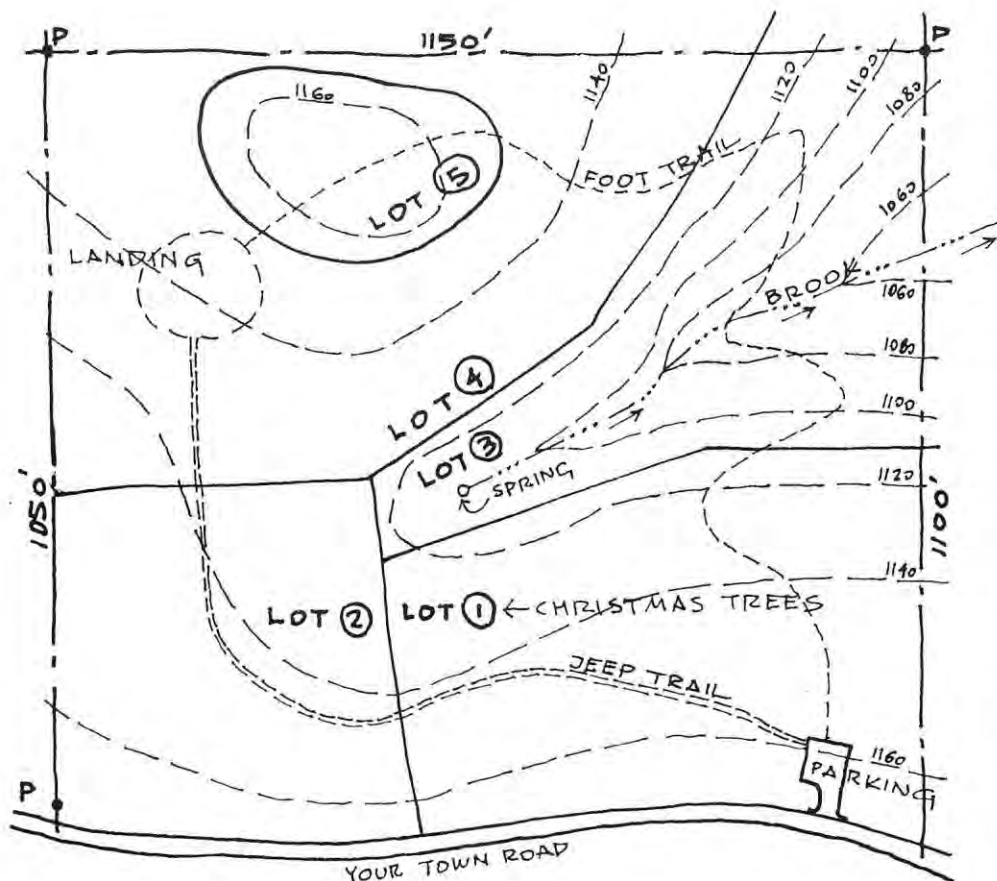 P
1150'
P
1160
1140
1120
1100
1080
1060
FOOT TRAIL
LOT 5
LANDING
BROOK
1060
1080
LOT 4
1100
LOT 3
SPRING
1120
1050'
1100'
1140
LOT 2
LOT 1 ← CHRISTMAS TREES
JEEP TRAIL
1160
PARKING
P
YOUR TOWN ROAD